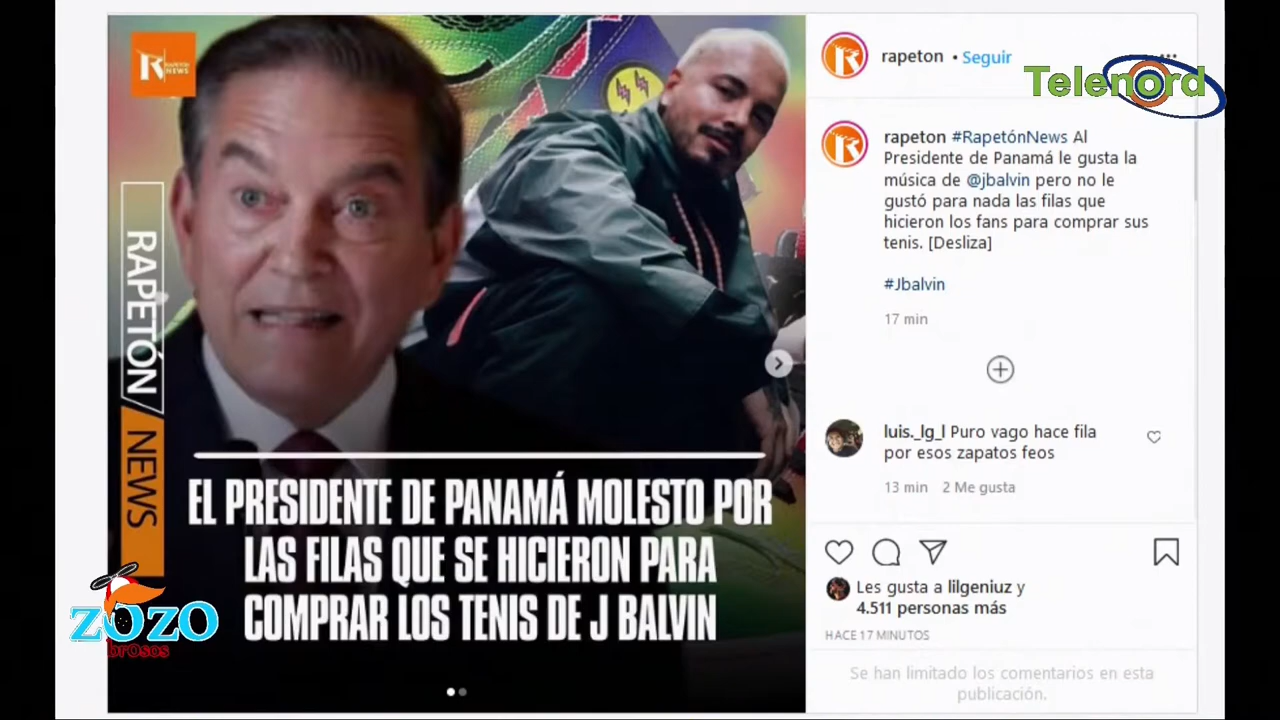 RAPETÓN
NEWS
RAPETÓN/
NEWS
EL PRESIDENTE DE PANAMÁ MOLESTO POR
LAS FILAS QUE SE HICIERON PARA
COMPRAR LOS TENIS DE J BALVIN
ZOZO
brOsos
rapeton • Seguir
Telenord
rapeton #RapetónNews Al
Presidente de Panamá le gusta la
música de @jbalvin pero no le
gustó para nada las filas que
hicieron los fans para comprar sus
tenis. [Desliza]
#Jbalvin
17 min
luis._lg_l Puro vago hace fila
por esos zapatos feos
13 min 2 Me gusta
Les gusta a lilgeniuz y
4.511 personas más
HACE 17 MINUTOS
Se han limitado los comentarios en esta
publicación.